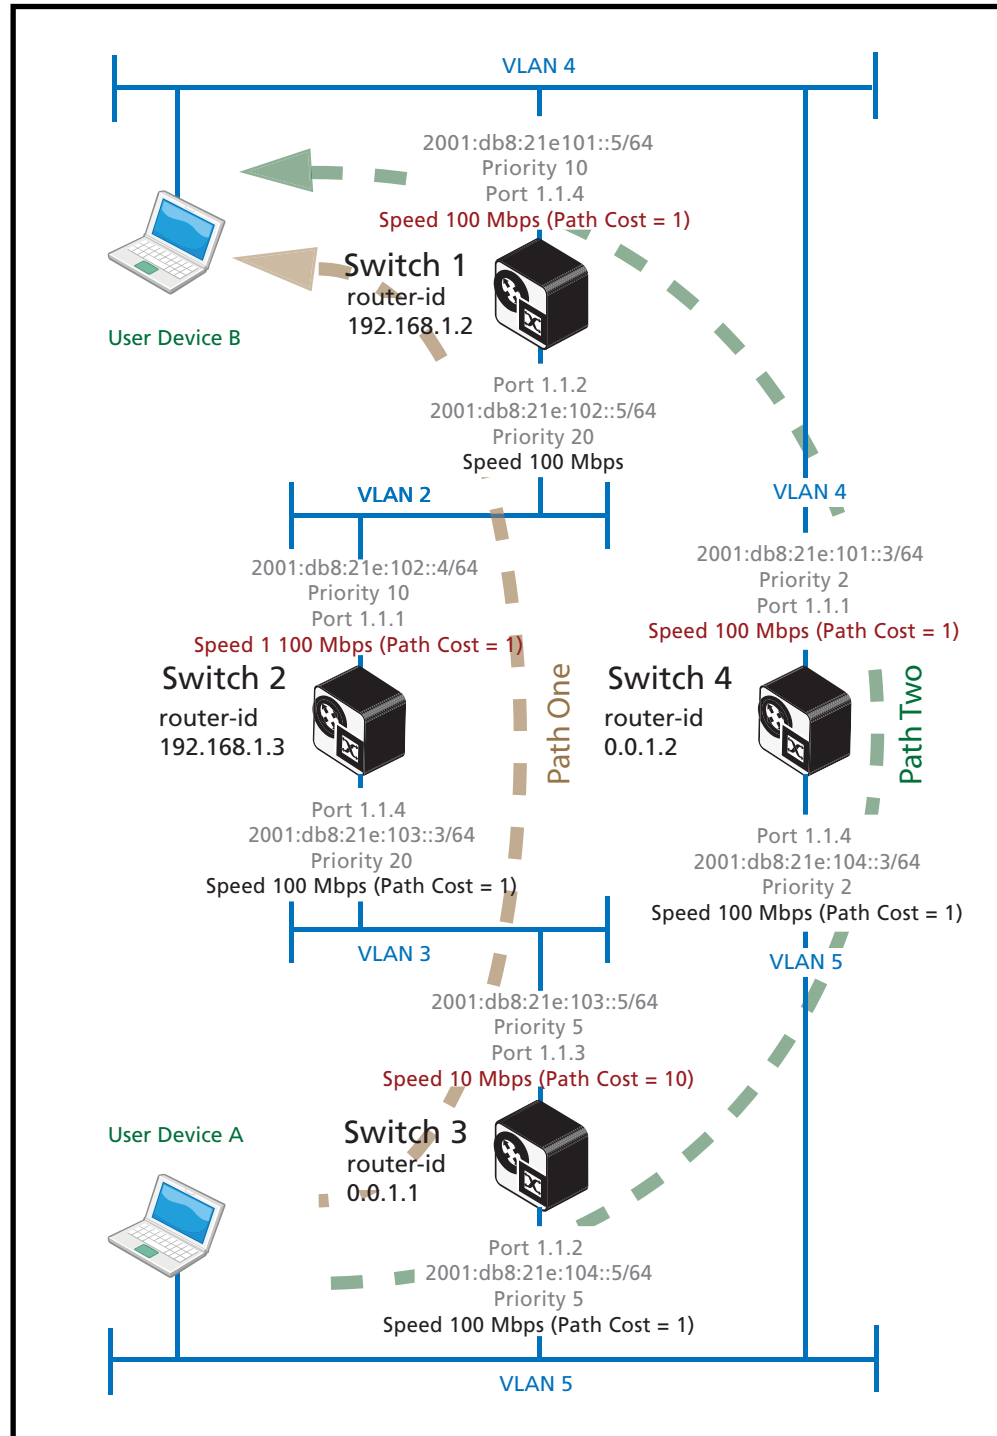 VLAN 4
2001:db8:21e101::5/64
Priority 10
Port 1.1.4
Speed 100 Mbps (Path Cost = 1)
Switch 1
router-id
192.168.1.2
User Device B
Port 1.1.2
2001:db8:21e:102::5/64
Priority 20
Speed 100 Mbps
VLAN 2
VLAN 4
2001:db8:21e:102::4/64
Priority 10
Port 1.1.1
Speed 1 100 Mbps (Path Cost = 1)
Switch 2
router-id
192.168.1.3
Path One
2001:db8:21e:101::3/64
Priority 2
Port 1.1.1
Speed 100 Mbps (Path Cost = 1)
Switch 4
router-id
0.0.1.2
Path Two
Port 1.1.4
2001:db8:21e:103::3/64
Priority 20
Speed 100 Mbps (Path Cost = 1)
Port 1.1.4
2001:db8:21e:104::3/64
Priority 2
Speed 100 Mbps (Path Cost = 1)
VLAN 3
VLAN 5
2001:db8:21e:103::5/64
Priority 5
Port 1.1.3
Speed 10 Mbps (Path Cost = 10)
User Device A
Switch 3
router-id
0.0.1.1
Port 1.1.2
2001:db8:21e:104::5/64
Priority 5
Speed 100 Mbps (Path Cost = 1)
VLAN 5